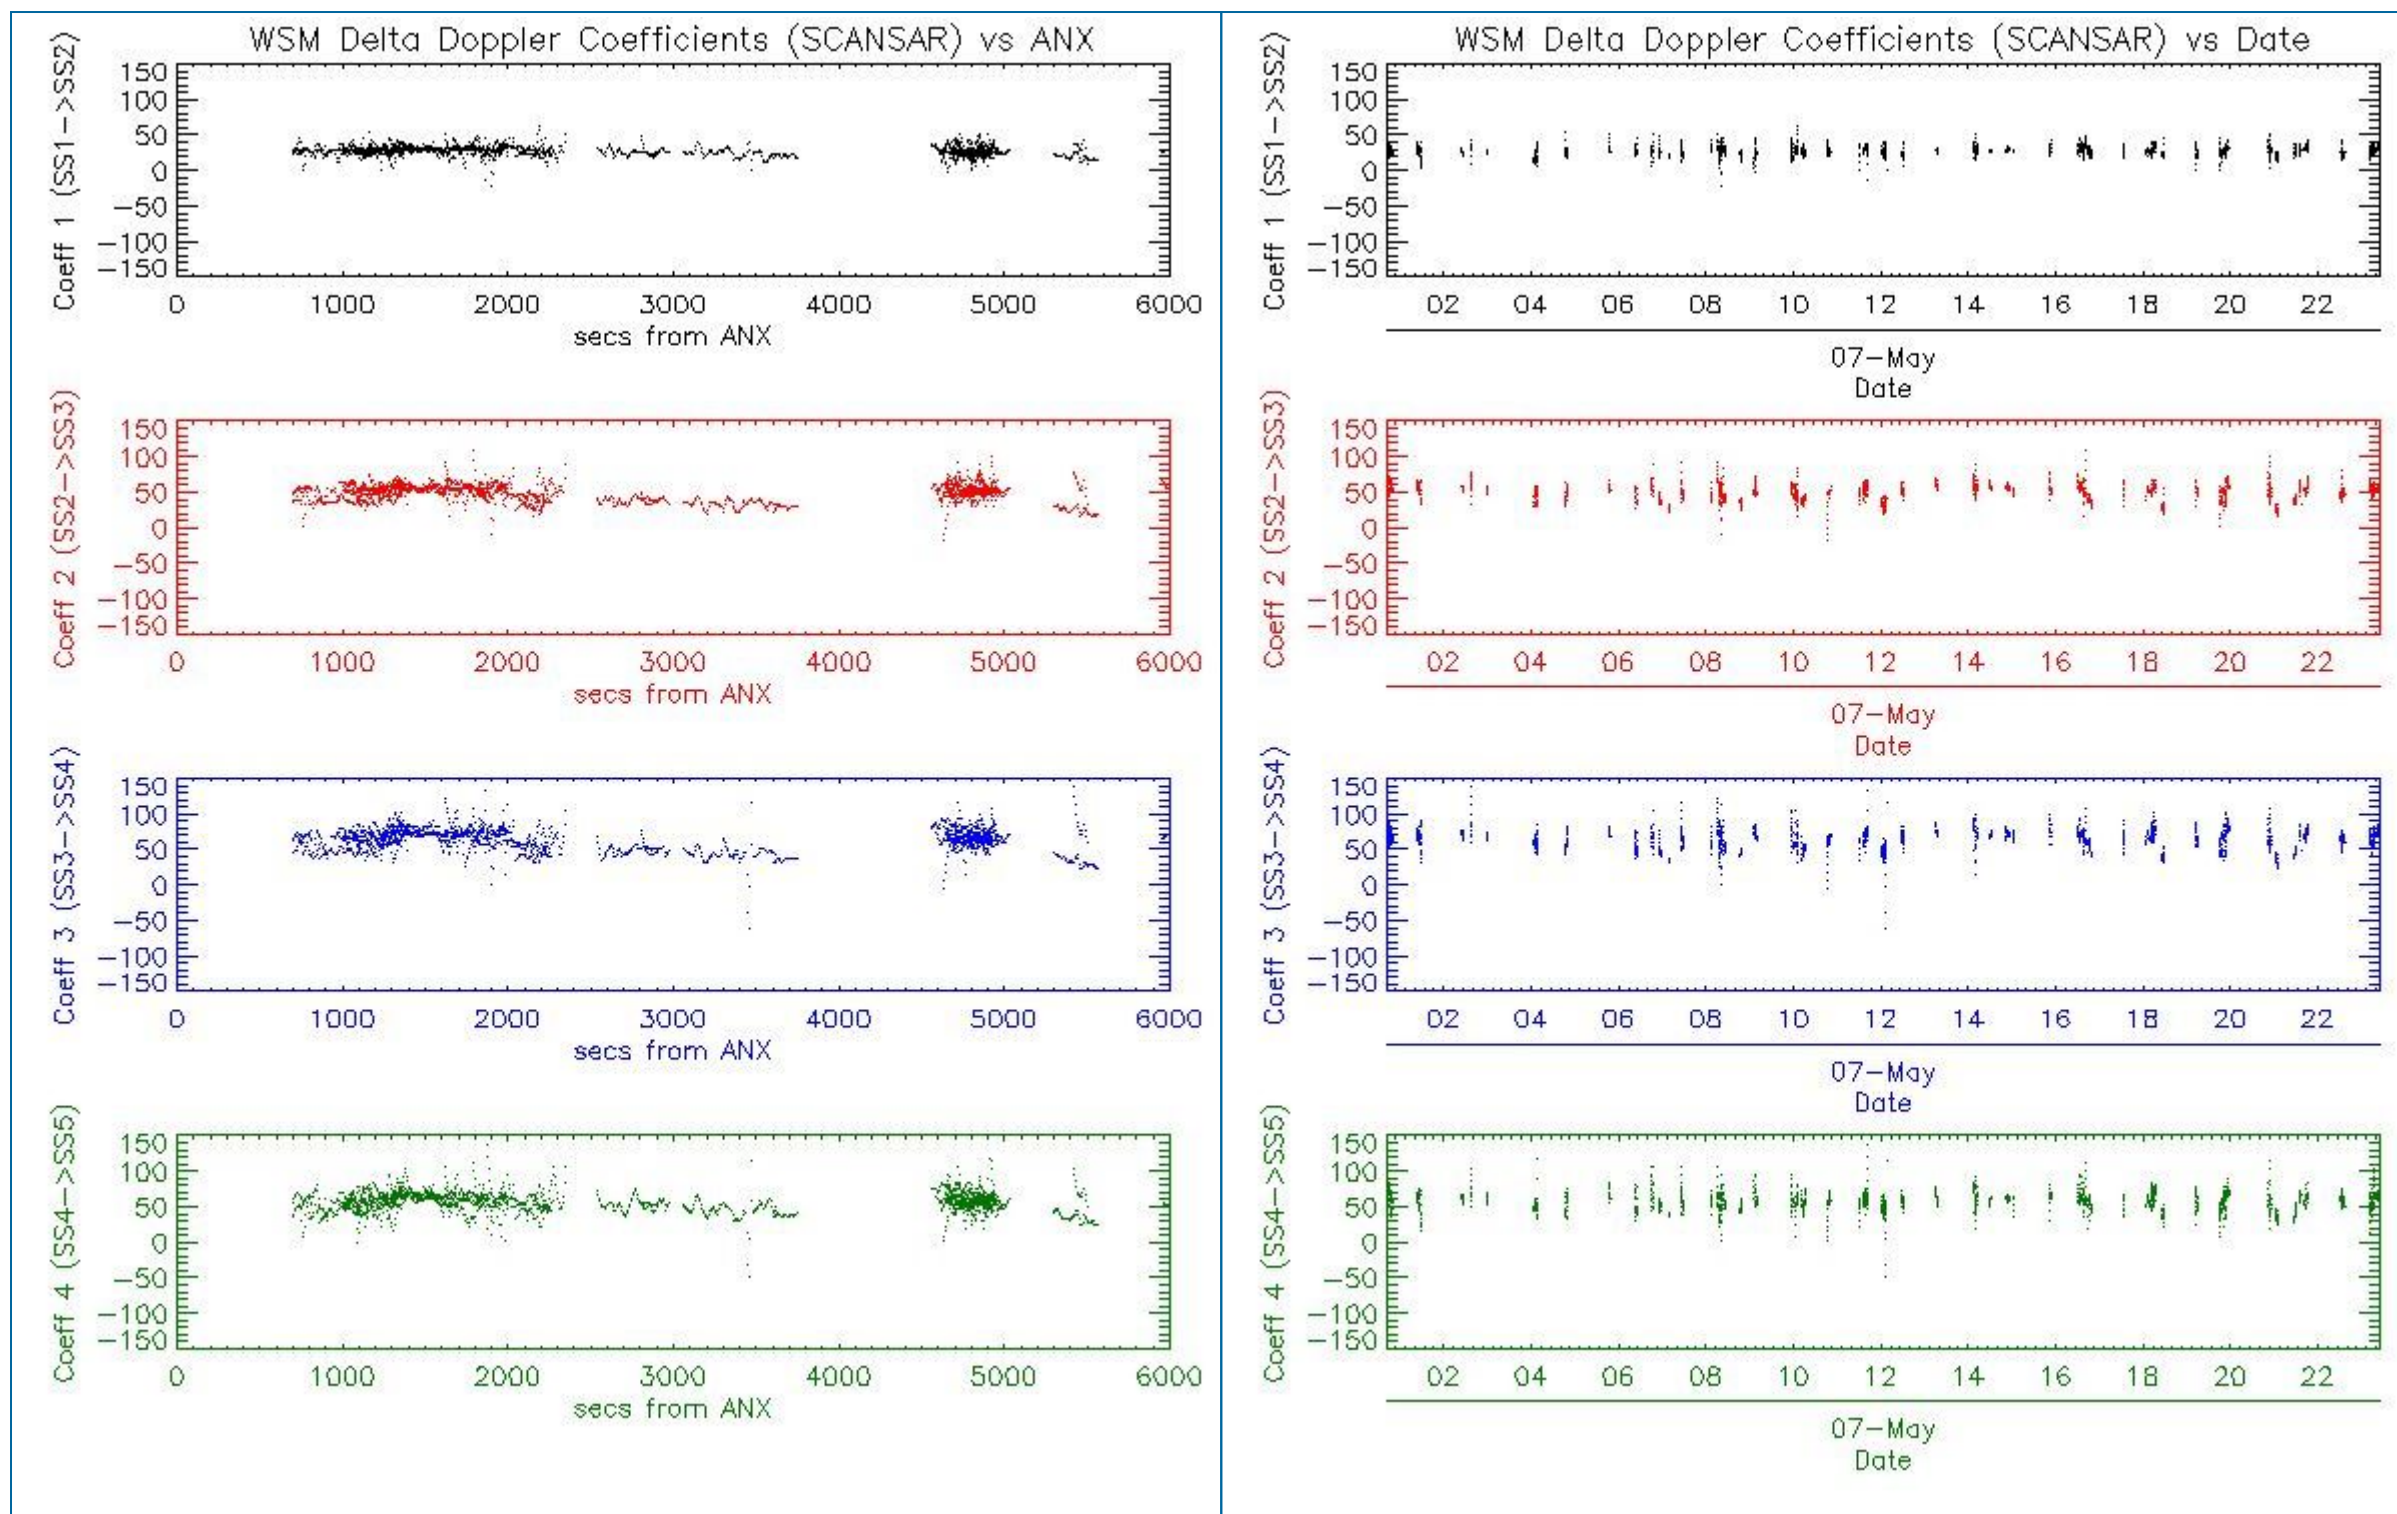 WSM Delta Doppler Coefficients (SCANSAR) vs ANX
Coeff 1 (SS1->SS2)
150
100
50
0
-50
-100
-150
0 1000 2000 3000 4000 5000 6000
secs from ANX
Coeff 2 (SS2->SS3)
150
100
50
0
-50
-100
-150
0 1000 2000 3000 4000 5000 6000
secs from ANX
Coeff 3 (SS3->SS4)
150
100
50
0
-50
-100
-150
0 1000 2000 3000 4000 5000 6000
secs from ANX
Coeff 4 (SS4->SS5)
150
100
50
0
-50
-100
-150
0 1000 2000 3000 4000 5000 6000
secs from ANX
WSM Delta Doppler Coefficients (SCANSAR) vs Date
Coeff 1 (SS1->SS2)
150
100
50
0
-50
-100
-150
02 04 06 08 10 12 14 16 18 20 22
07-May
Date
Coeff 2 (SS2->SS3)
150
100
50
0
-50
-100
-150
02 04 06 08 10 12 14 16 18 20 22
07-May
Date
Coeff 3 (SS3->SS4)
150
100
50
0
-50
-100
-150
02 04 06 08 10 12 14 16 18 20 22
07-May
Date
Coeff 4 (SS4->SS5)
150
100
50
0
-50
-100
-150
02 04 06 08 10 12 14 16 18 20 22
07-May
Date